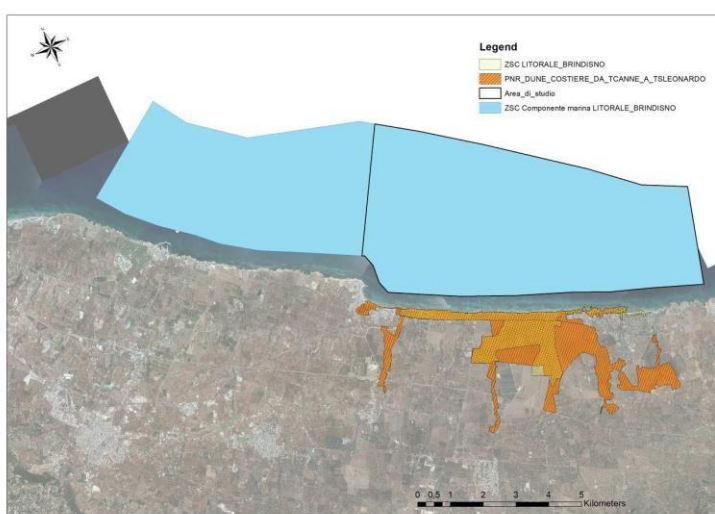 Legend
ZSC LITORALE_BRINDISNO
PNR_DUNE_COSTIERE_DA_TCANNE_A_TSLEONARDO
Area_di_studio
ZSC Componente marina LITORALE_BRINDISNO
0 0,5 1 2 3 4 5
Kilometers